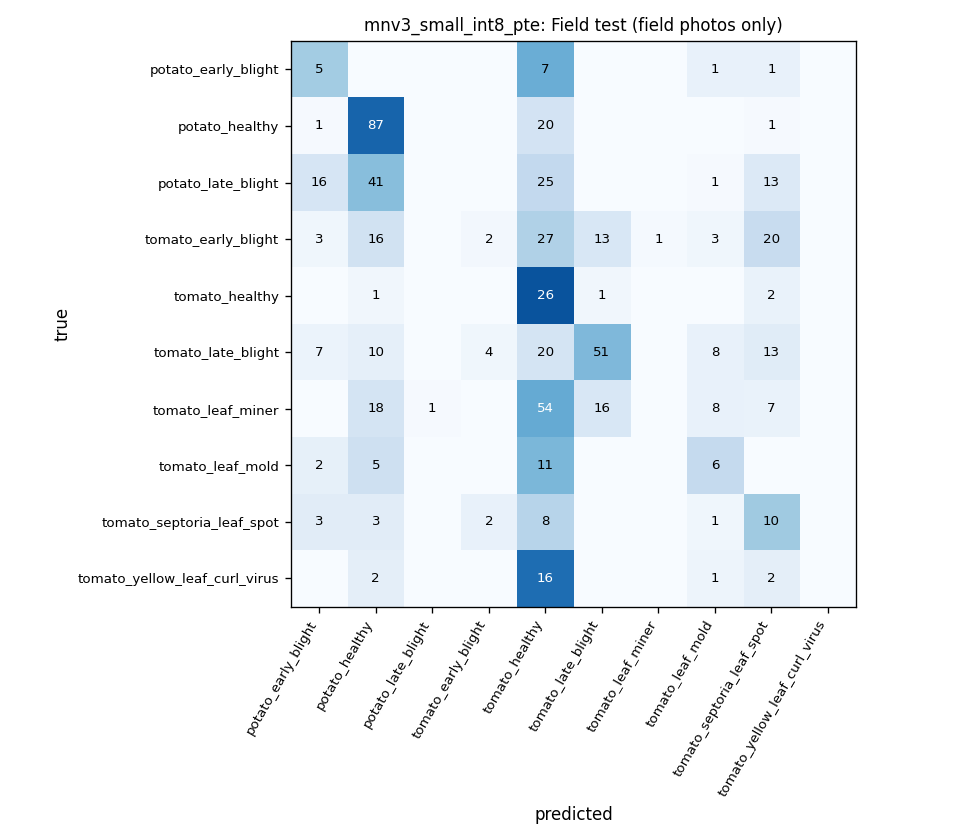 mnv3_small_int8_pte: Field test (field photos only)
true
potato_early_blight 5 7 1 1
potato_healthy 1 87 20 1
potato_late_blight 16 41 25 1 13
tomato_early_blight 3 16 2 27 13 1 3 20
tomato_healthy 1 26 1 2
tomato_late_blight 7 10 4 20 51 8 13
tomato_leaf_miner 18 1 54 16 8 7
tomato_leaf_mold 2 5 11 6
tomato_septoria_leaf_spot 3 3 2 8 1 10
tomato_yellow_leaf_curl_virus 2 16 1 2
potato_early_blight
potato_healthy
potato_late_blight
tomato_early_blight
tomato_healthy
tomato_late_blight
tomato_leaf_miner
tomato_leaf_mold
tomato_septoria_leaf_spot
tomato_yellow_leaf_curl_virus
predicted